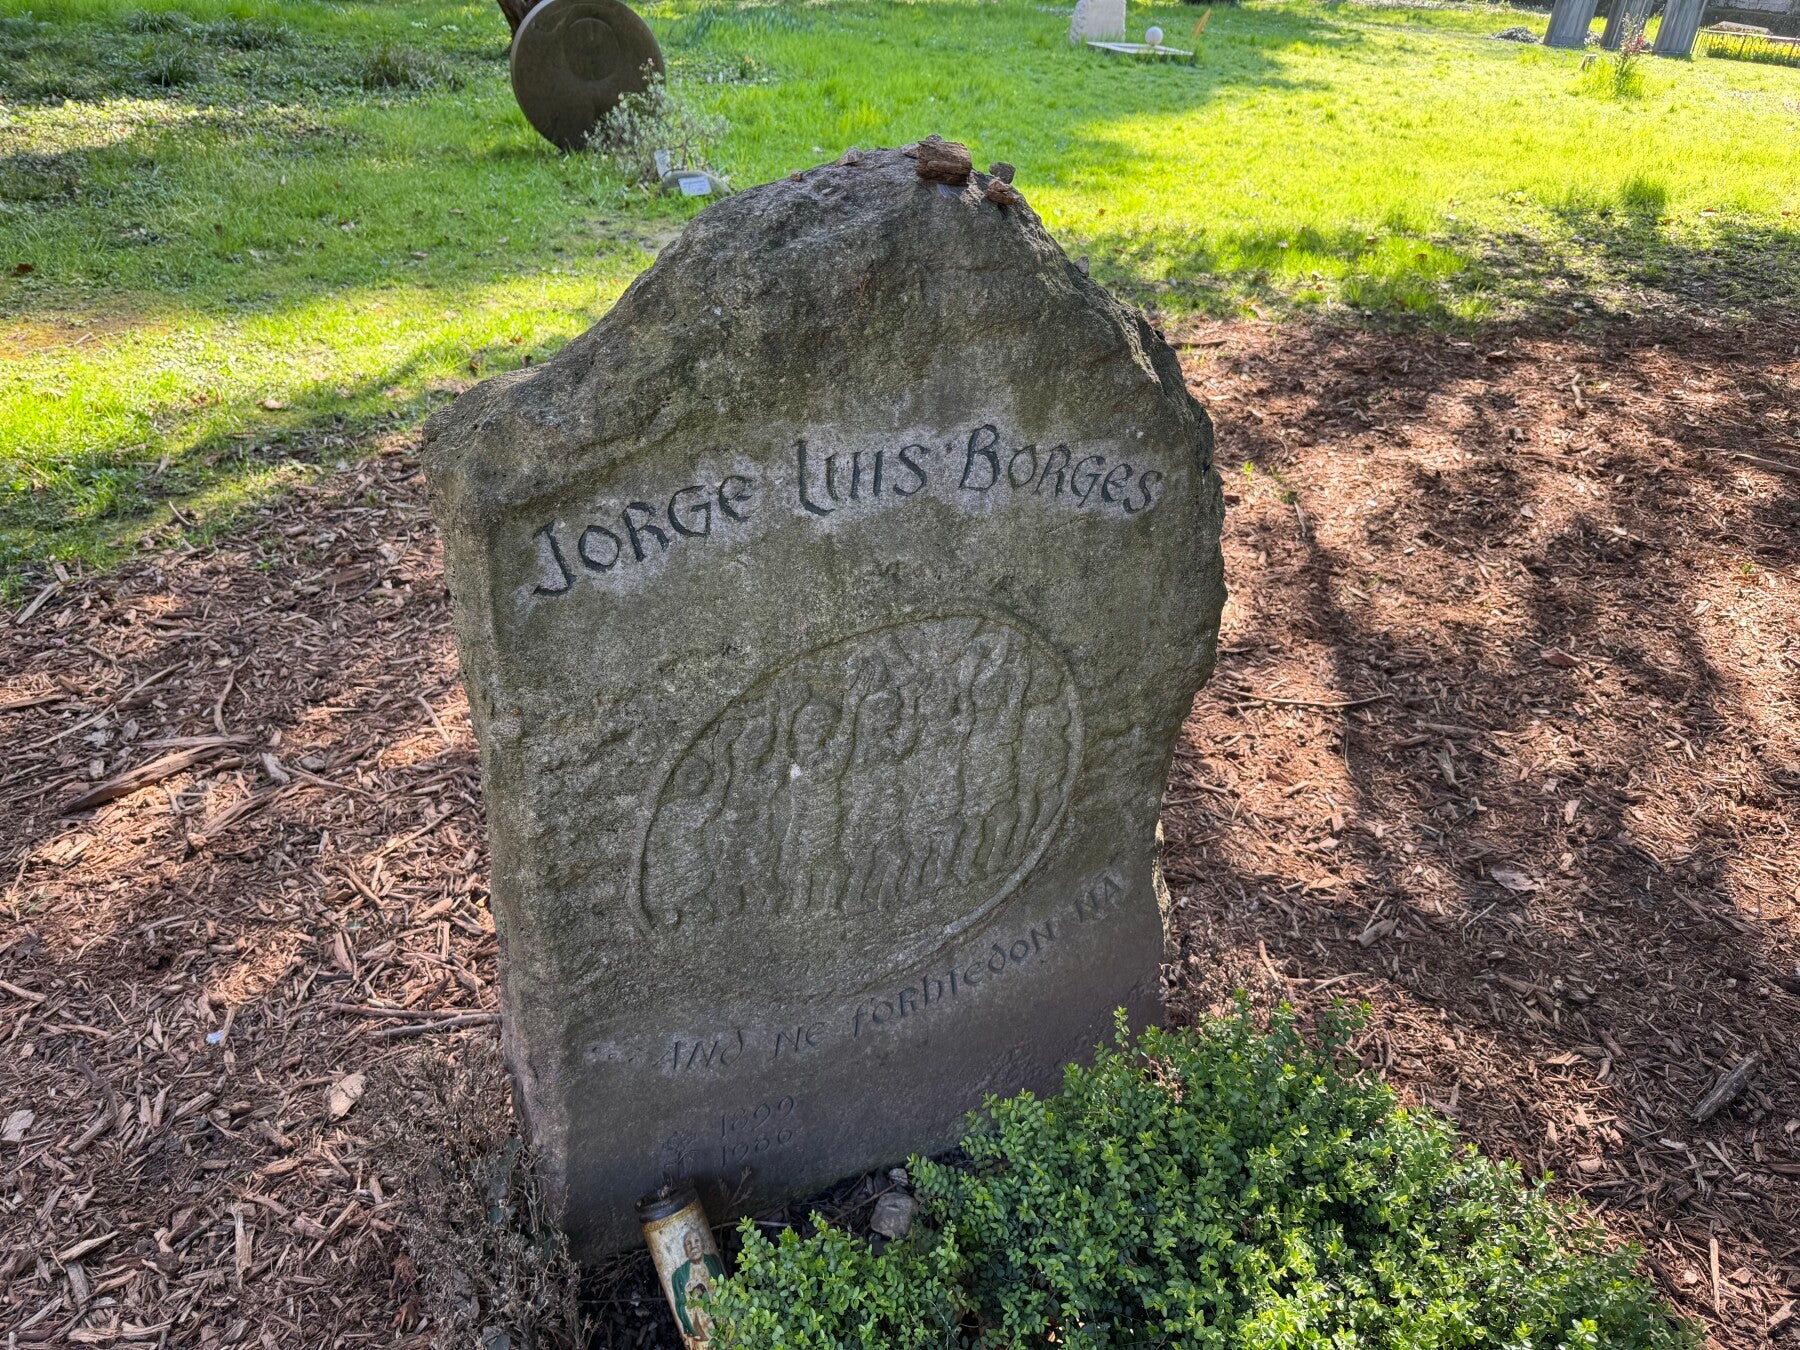 JORGE LUIS BORGES
AND NE FORHTEDON NA
1899
1986